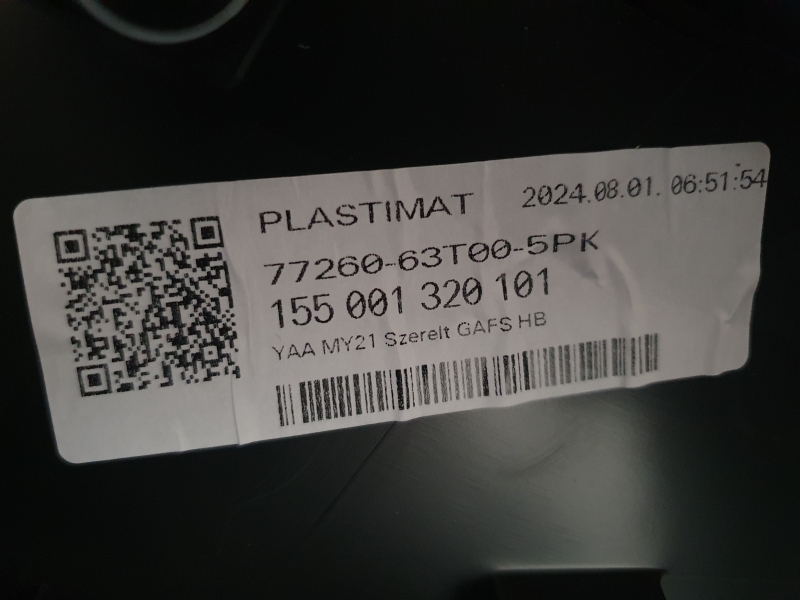 PLASTIMAT 2024.08.01. 06:51:54
77260-63T00-5PK
155 001 320 101
YAA MY21 Szerelt GAFS HB